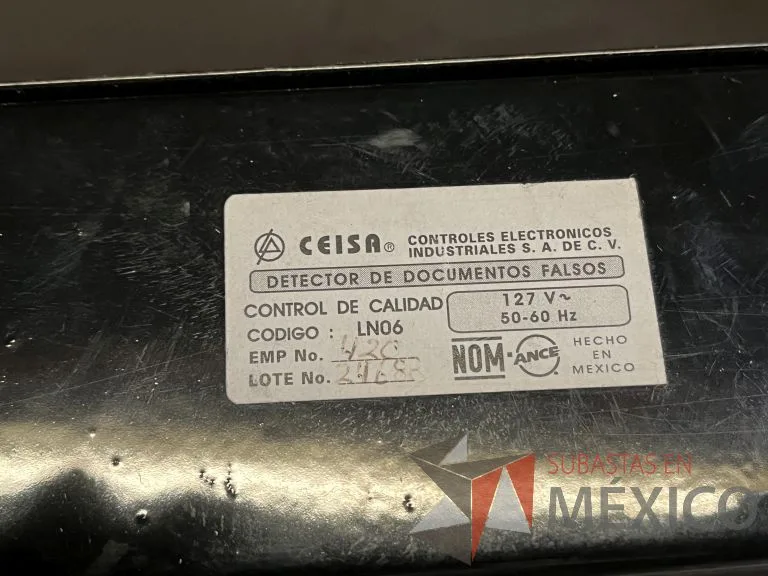 CEISA® CONTROLES ELECTRONICOS
INDUSTRIALES S. A. DE C. V.
DETECTOR DE DOCUMENTOS FALSOS
CONTROL DE CALIDAD
127 V~
50-60 Hz
CODIGO : LN06
EMP No. 420
LOTE No.
NOM-ANCE
HECHO
EN
MEXICO
SUBASTAS EN
MÉXICO